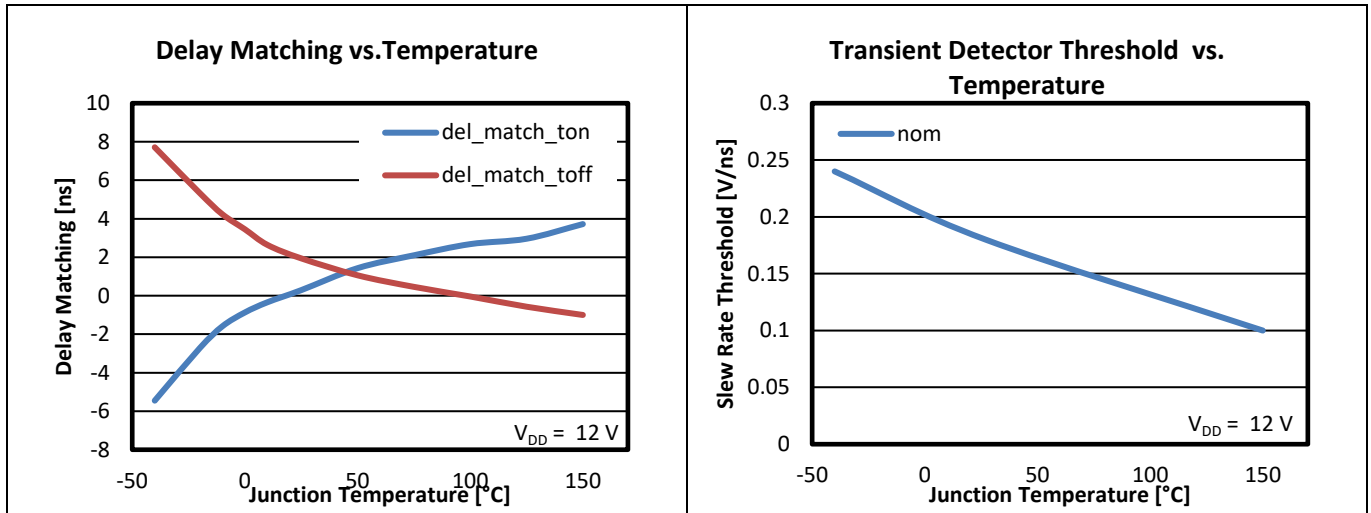 Delay Matching vs.Temperature
10
8
6
4
2
0
-2
-4
-6
-8
Delay Matching [ns]
del_match_ton
del_match_toff
V_DD = 12 V
-50
0
50
100
150
Junction Temperature [°C]
Transient Detector Threshold vs.
Temperature
0.3
0.25
0.2
0.15
0.1
0.05
0
Slew Rate Threshold [V/ns]
nom
V_DD = 12 V
-50
0
50
100
150
Junction Temperature [°C]